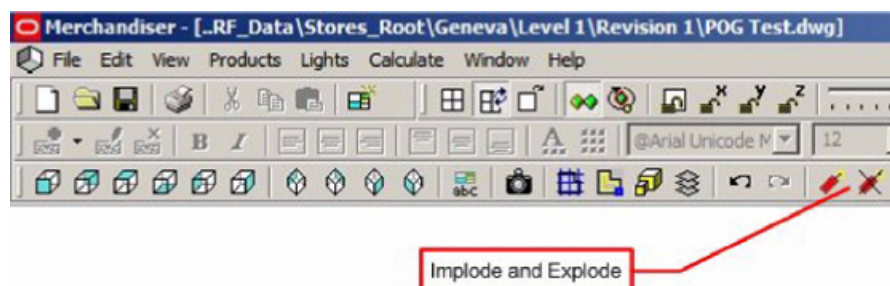 Merchandiser - [..RF_Data\Stores_Root\Geneva\Level 1\Revision 1\POG Test.dwg]
File Edit View Products Lights Calculate Window Help
X Y Z
B I A @Arial Unicode M 12
abc
Implode and Explode